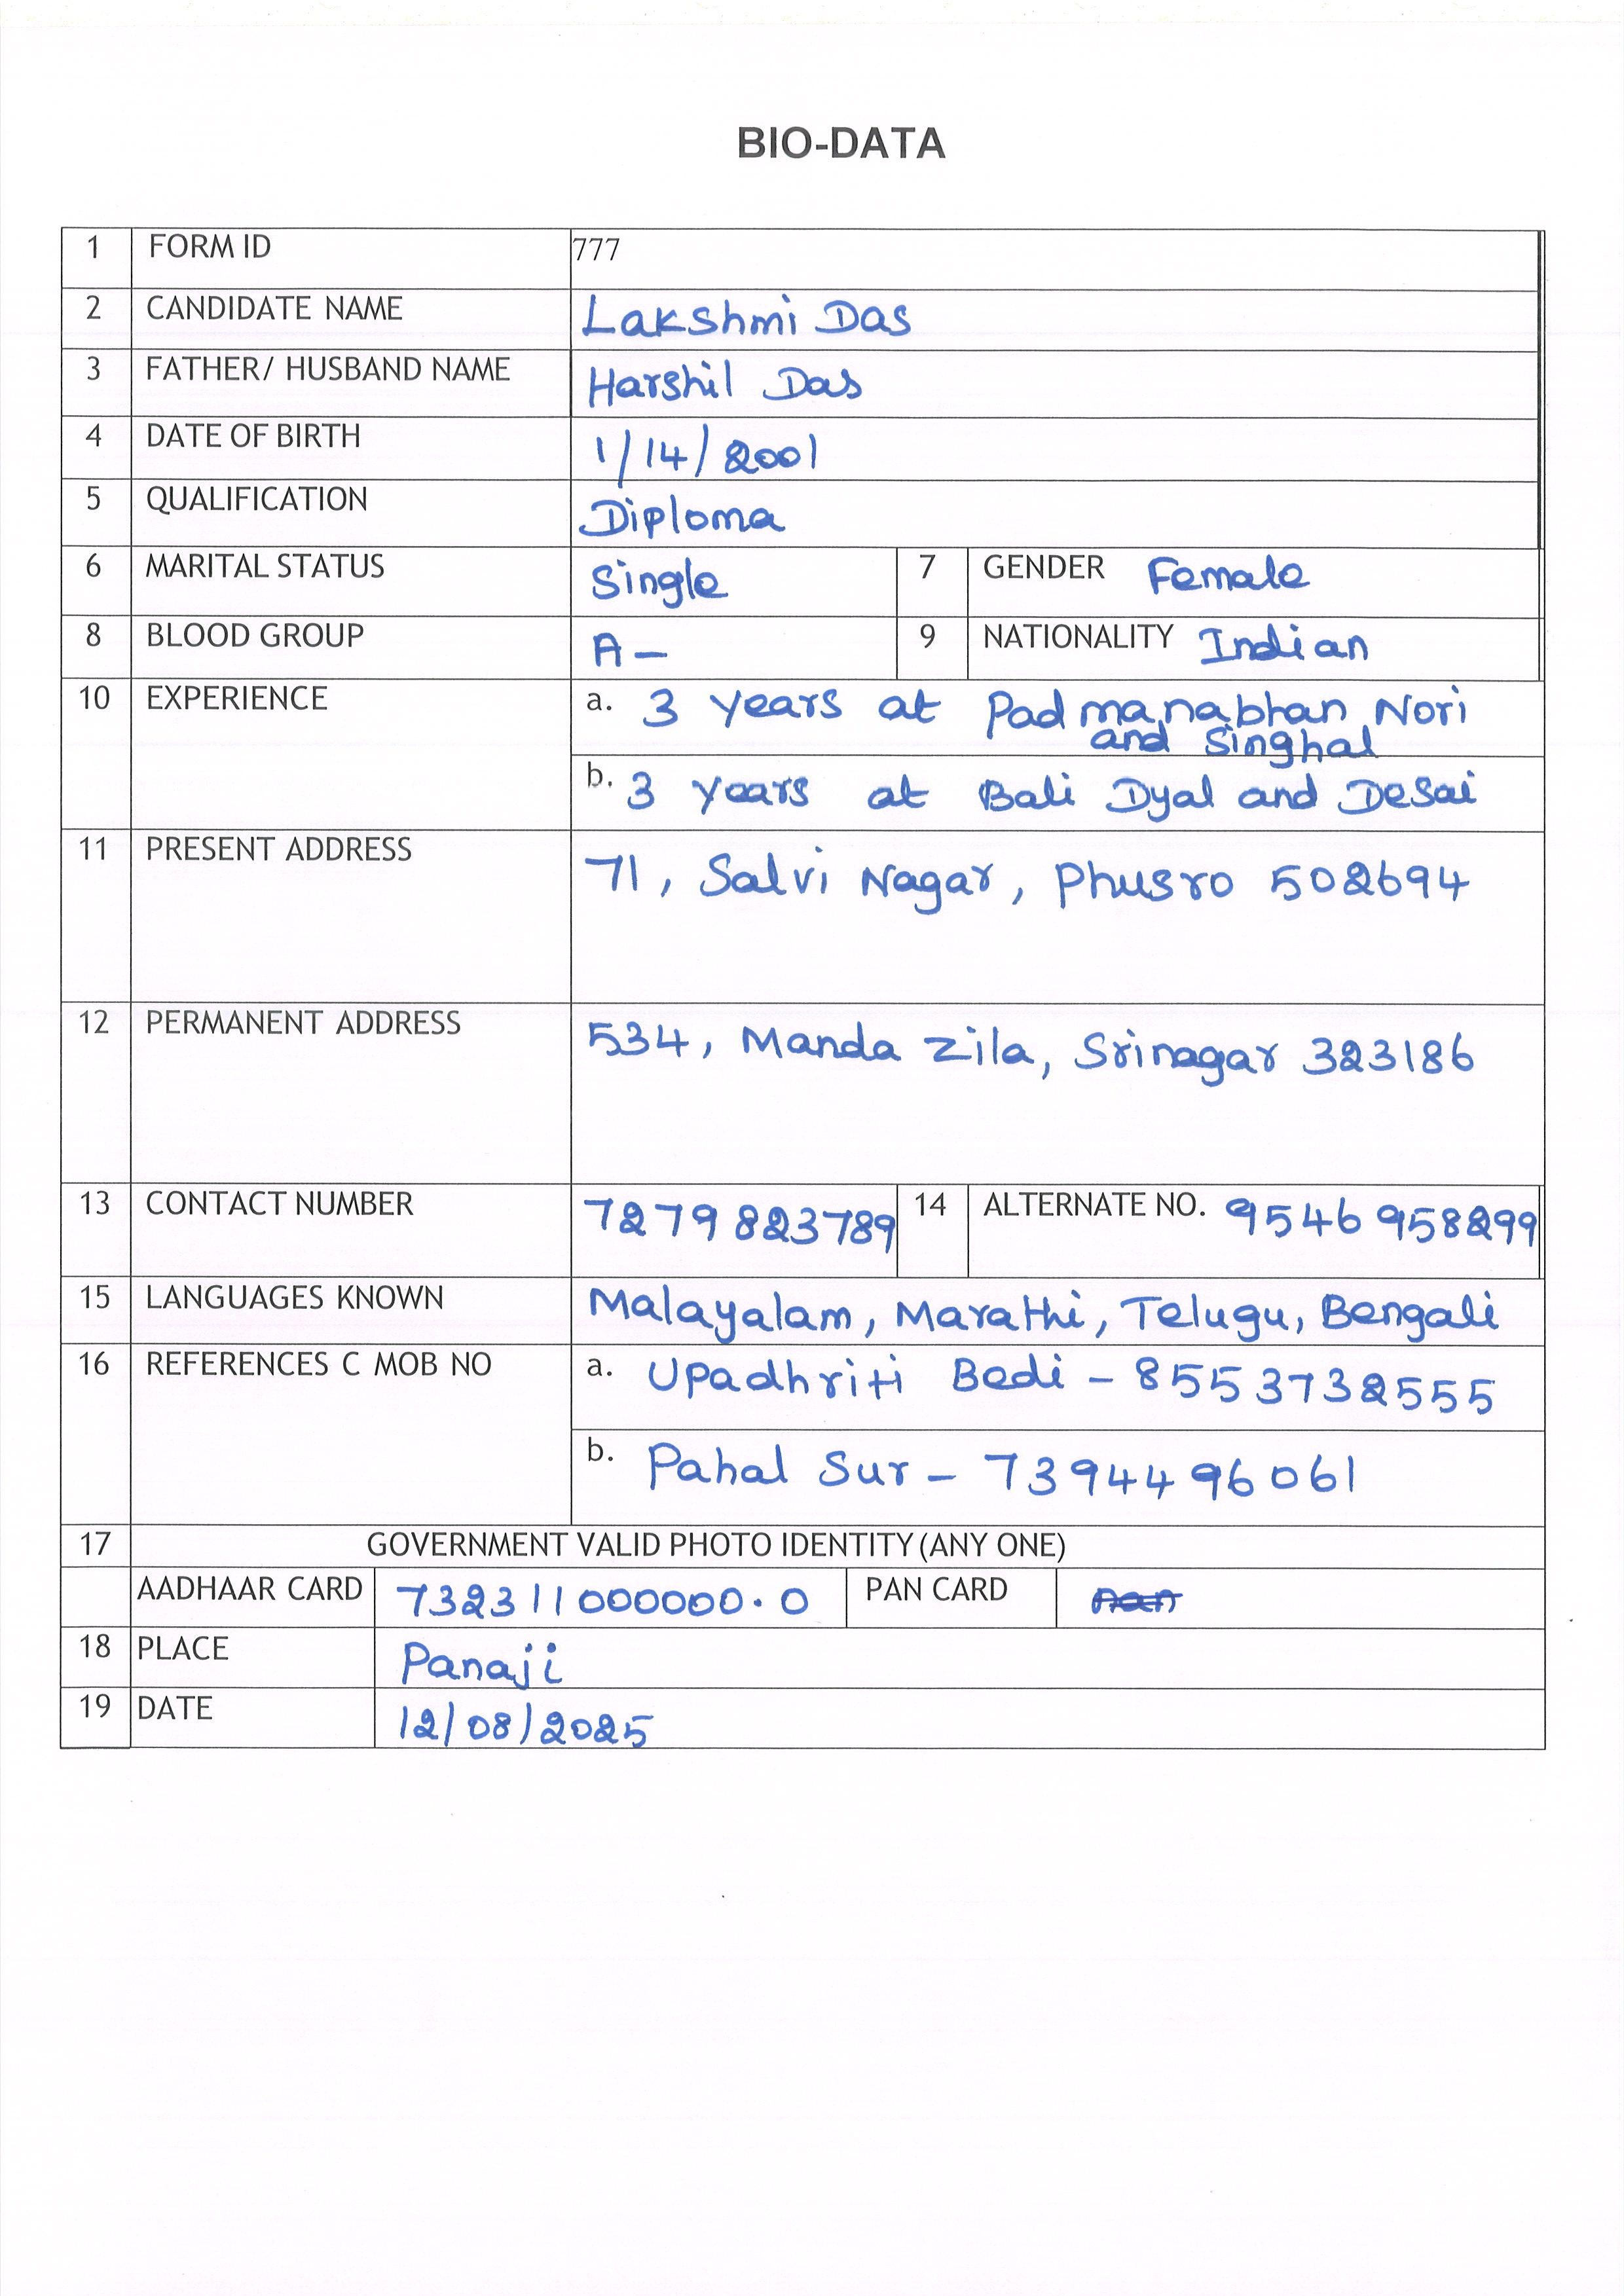 BIO-DATA
1 FORM ID 777
2 CANDIDATE NAME Lakshmi Das
3 FATHER/ HUSBAND NAME Harshil Das
4 DATE OF BIRTH 1/14/2001
5 QUALIFICATION Diploma
6 MARITAL STATUS Single 7 GENDER Female
8 BLOOD GROUP A- 9 NATIONALITY Indian
10 EXPERIENCE a. 3 years at Padmanabhan Nori
and Singhal
b. 3 years at Bali Dyal and Desai
11 PRESENT ADDRESS 71, Salvi Nagar, Phusro 502694
12 PERMANENT ADDRESS 534, Manda Zila, Srinagar 323186
13 CONTACT NUMBER 7279823789 14 ALTERNATE NO. 9546958299
15 LANGUAGES KNOWN Malayalam, Marathi, Telugu, Bengali
16 REFERENCES C MOB NO a. Upadhriti Bedi - 8553732555
b. Pahal Sur - 7394496061
17 GOVERNMENT VALID PHOTO IDENTITY (ANY ONE)
AADHAAR CARD 732311000000.0 PAN CARD
18 PLACE Panaji
19 DATE 12/08/2025